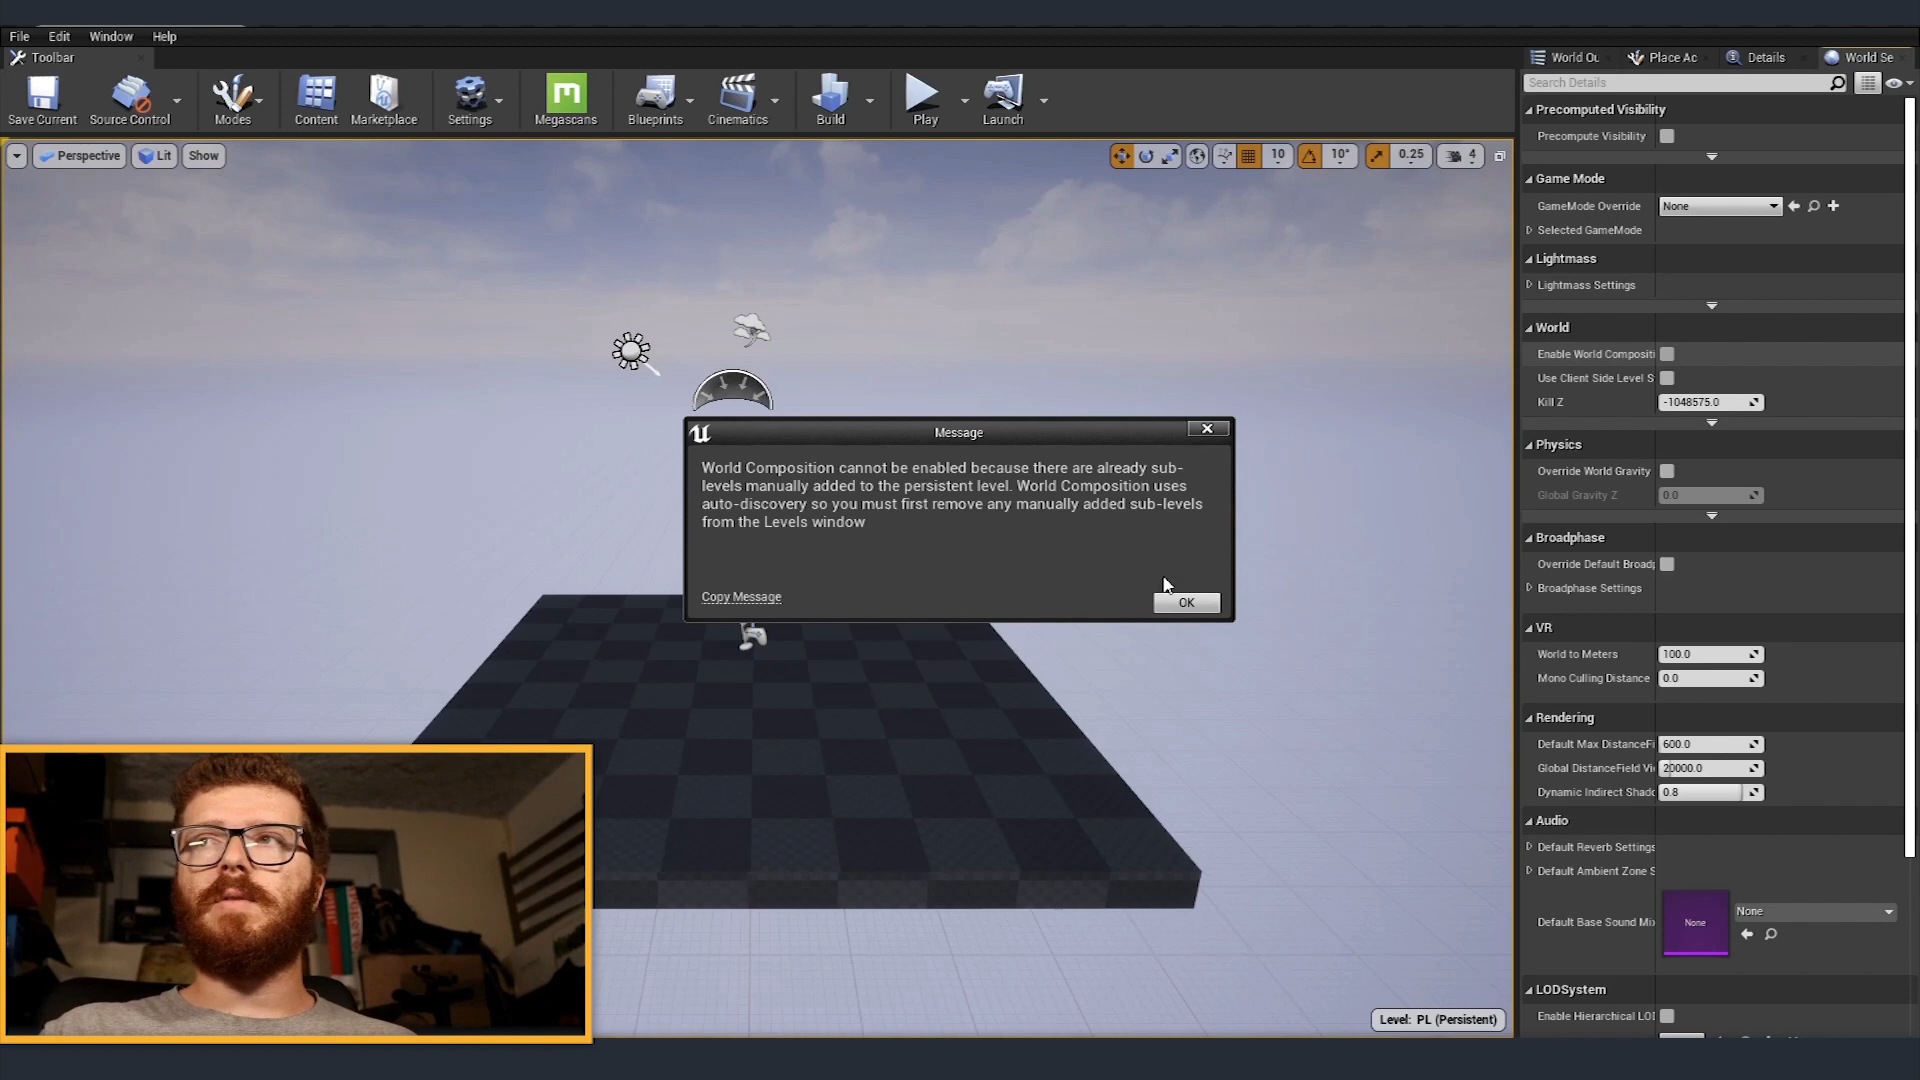 File Edit Window Help
Toolbar
World Ou Place Ac Details World Se
Save Current Source Control Modes Content Marketplace Settings Megascans Blueprints Cinematics Build Play Launch
Search Details
Perspective Lit Show
10 10° 0.25 4
Precomputed Visibility
Precompute Visibility
Game Mode
GameMode Override None
Selected GameMode
Lightmass
Lightmass Settings
World
Enable World Compositi
Use Client Side Level S
Kill Z -1048575.0
Physics
Override World Gravity
Global Gravity Z 0.0
Broadphase
Override Default Broadp
Broadphase Settings
VR
World to Meters 100.0
Mono Culling Distance 0.0
Rendering
Default Max DistanceFi 600.0
Global DistanceField Vi 20000.0
Dynamic Indirect Shado 0.8
Audio
Default Reverb Settings
Default Ambient Zone S
Default Base Sound Mix None None
LODSystem
Enable Hierarchical LOD
Message
World Composition cannot be enabled because there are already sub-
levels manually added to the persistent level. World Composition uses
auto-discovery so you must first remove any manually added sub-levels
from the Levels window
Copy Message
OK
Level: PL (Persistent)